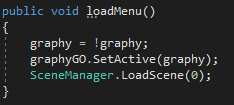 public void loadMenu()
{
graphy = !graphy;
graphyGO.SetActive(graphy);
SceneManager.LoadScene(0);
}